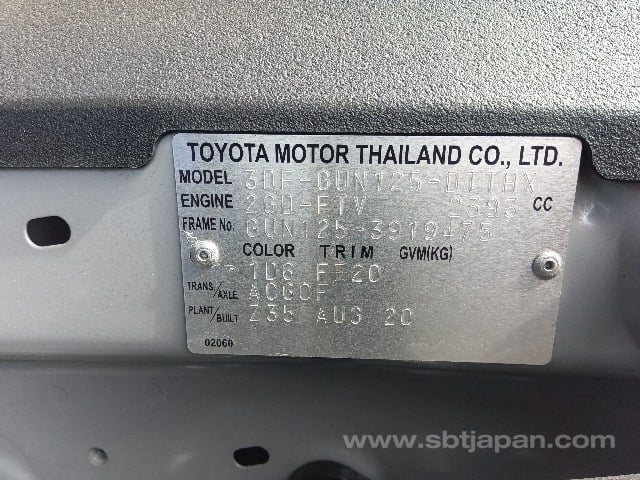 TOYOTA MOTOR THAILAND CO., LTD.
MODEL 3DF-GUN125-DTTHX
ENGINE 2GD-FTV 2393 CC
FRAME No. GUN125-3919475
COLOR TRIM GVM(KG)
1D6 FE20
TRANS./AXLE AC60F
PLANT/BUILT Z35 AUG 20
02060
www.sbtjapan.com